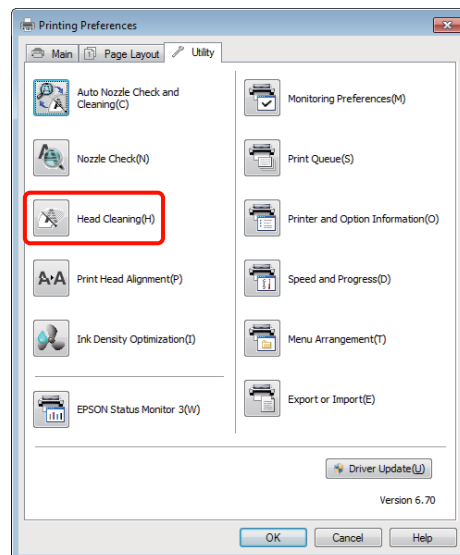 Printing Preferences
Main
Page Layout
Utility
Auto Nozzle Check and
Cleaning(C)
Nozzle Check(N)
Head Cleaning(H)
Print Head Alignment(P)
Ink Density Optimization(I)
EPSON Status Monitor 3(W)
Monitoring Preferences(M)
Print Queue(S)
Printer and Option Information(O)
Speed and Progress(D)
Menu Arrangement(T)
Export or Import(E)
Driver Update(U)
Version 6.70
OK
Cancel
Help